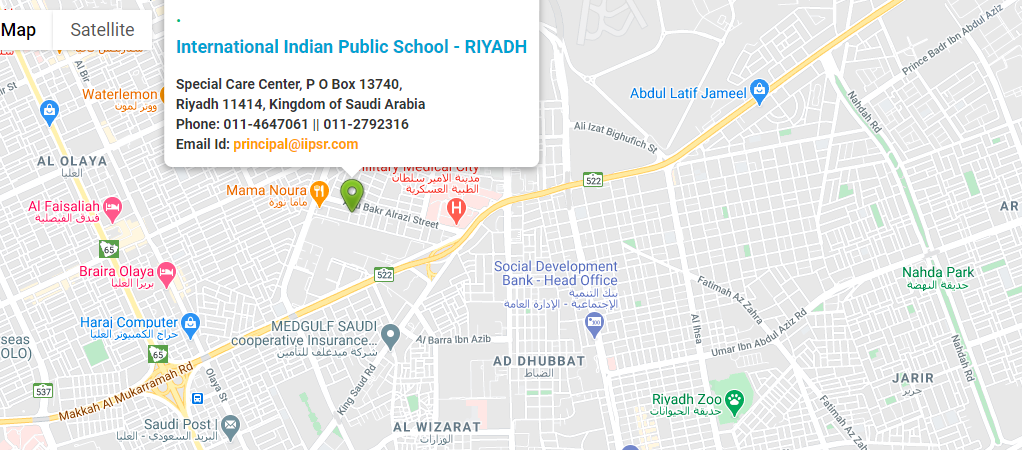 Map
Satellite
International Indian Public School - RIYADH
Special Care Center, P O Box 13740,
Riyadh 11414, Kingdom of Saudi Arabia
Phone: 011-4647061 || 011-2792316
Email Id: principal@iipsr.com
Al Bir
Waterlemon
ووتر لمون
AL OLAYA
العليا
Al Faisaliah
فندق الفيصلية
65
Braira Olaya
بريرا العليا
Haraj Computer
حراج الكمبيوتر العليا
65
537
Makkah Al Mukarramah Rd
Olaya St
Saudi Post |
البريد السعودي - العليا
Mama Noura
ماما نورة
Bakr Alrazi Street
Military Medical City
مدينة الأمير سلطان
الطبية العسكرية
H
522
522
MEDGULF SAUDI
cooperative Insurance...
شركة ميدغلف للتأمين
Al Barra Ibn Azib
King Saud Rd
AL WIZARAT
الوزارات
Social Development
Bank - Head Office
بنك التنمية
الإجتماعية - الإدارة العامة
AD DHUBBAT
الضباط
Abdul Latif Jameel
Ali Izat Bighufich St
Prince Badr Ibn Abdul Aziz
Nahdah Rd
AR
Nahda Park
حديقة النهضة
Fatimah Az Zahra
Al Ihsa
Umar Ibn Abdul Aziz Rd
Nahdah Rd
JARIR
جرير
Riyadh Zoo
حديقة الحيوانات
Fatimah Az
seas
OLO)